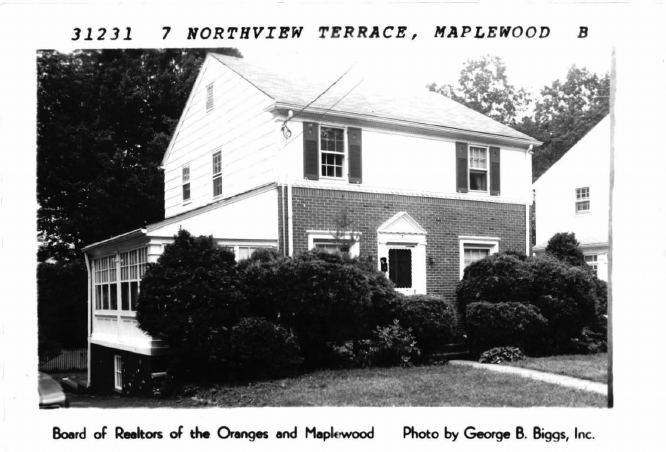 31231 7 NORTHVIEW TERRACE, MAPLEWOOD B
Board of Realtors of the Oranges and Maplewood Photo by George B. Biggs, Inc.